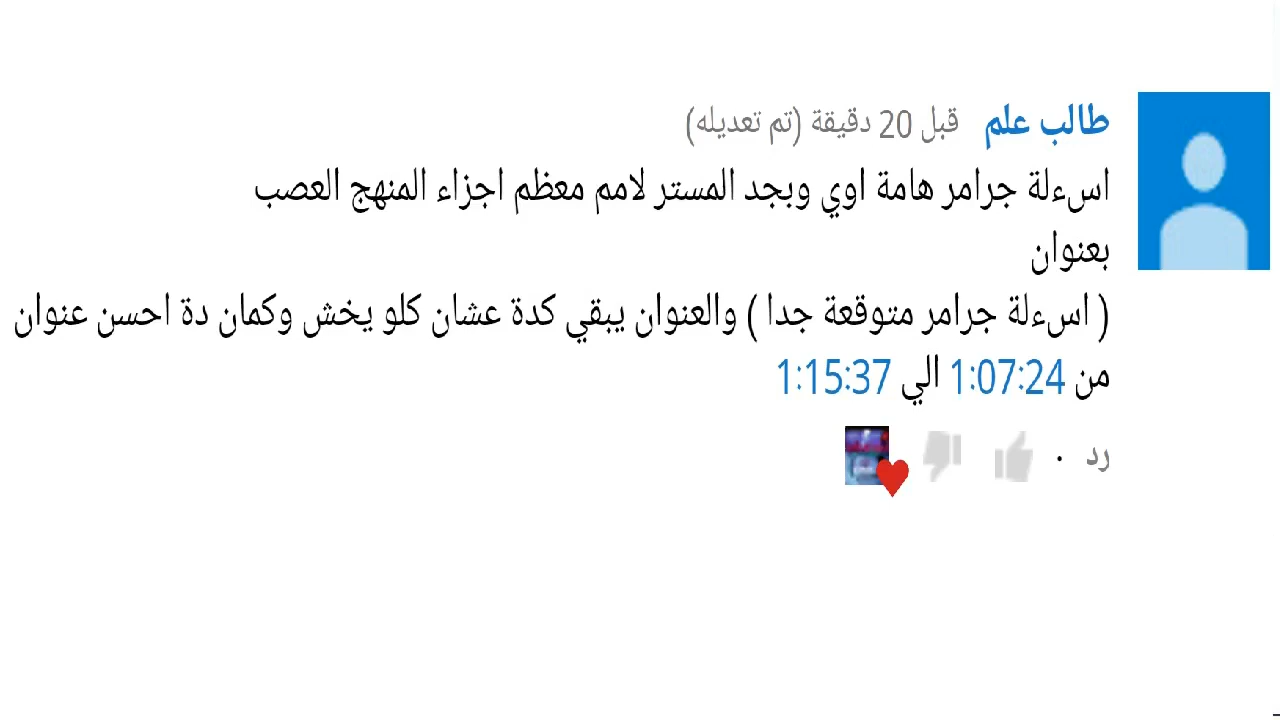 طالب علم قبل 20 دقيقة (تم تعديله)
اسءلة جرامر هامة اوي وبجد المستر لامم معظم اجزاء المنهج العصب
بعنوان
( اسءلة جرامر متوقعة جدا ) والعنوان يبقي كدة عشان كلو يخش وكمان دة احسن عنوان
من 1:07:24 الي 1:15:37
رد ·